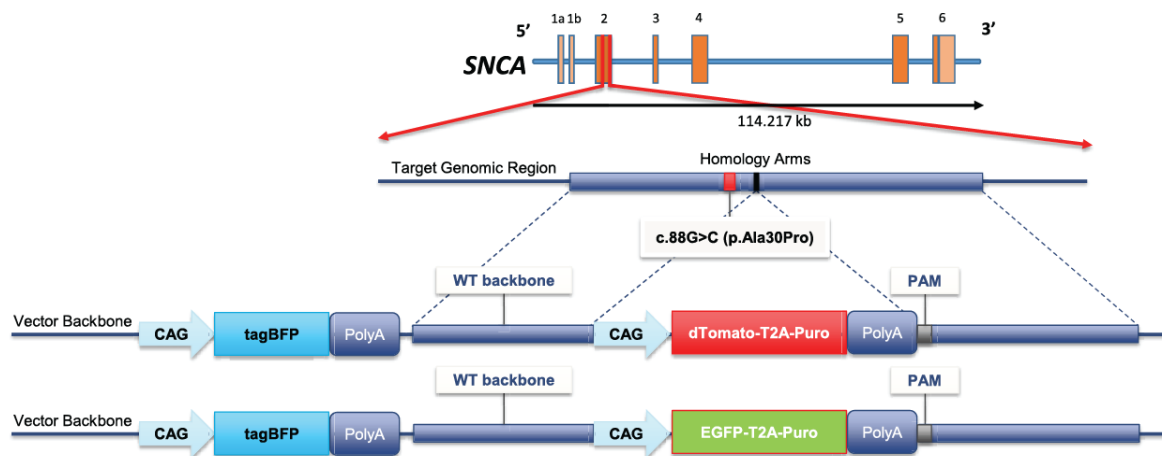 1a 1b 2 3 4 5 6
5’ 3’
SNCA
114.217 kb
Target Genomic Region
Homology Arms
c.88G>C (p.Ala30Pro)
WT backbone PAM
Vector Backbone CAG tagBFP PolyA CAG dTomato-T2A-Puro PolyA
WT backbone PAM
Vector Backbone CAG tagBFP PolyA CAG EGFP-T2A-Puro PolyA